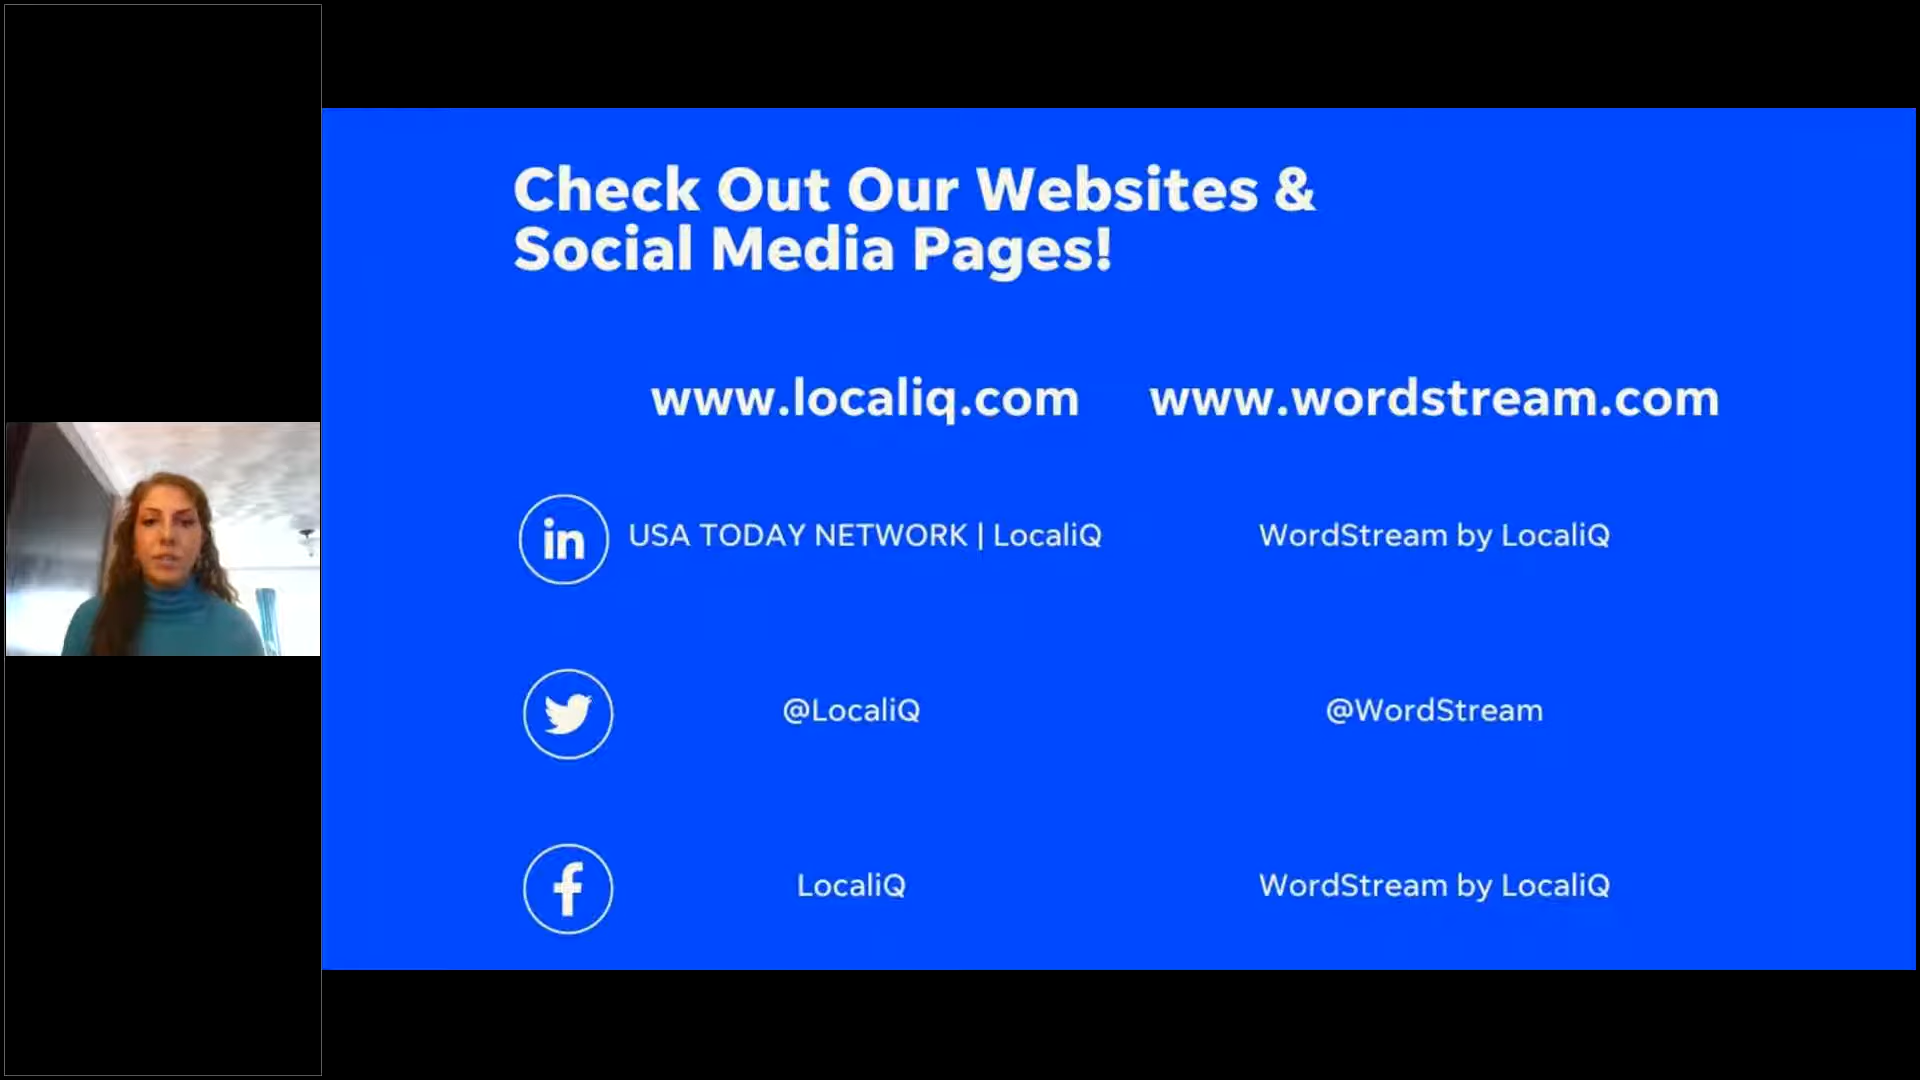 Check Out Our Websites &
Social Media Pages!
www.localiq.com
www.wordstream.com
in
USA TODAY NETWORK | LocaliQ
WordStream by LocaliQ
@LocaliQ
@WordStream
f
LocaliQ
WordStream by LocaliQ